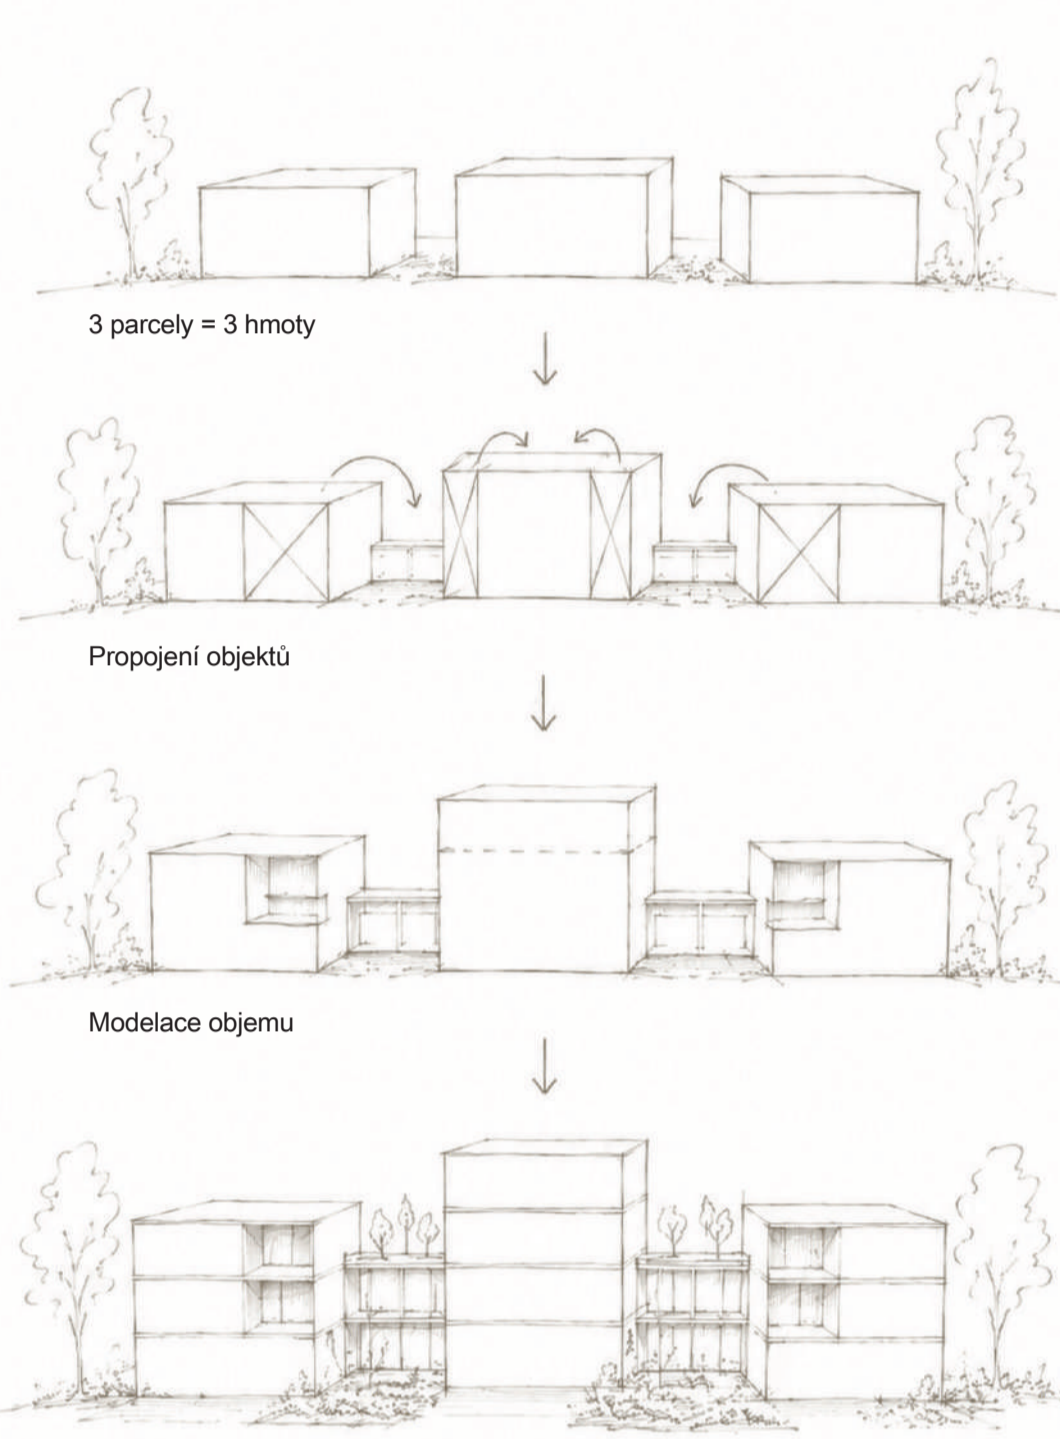 3 parcely = 3 hmoty
Propojení objektů
Modelace objemu